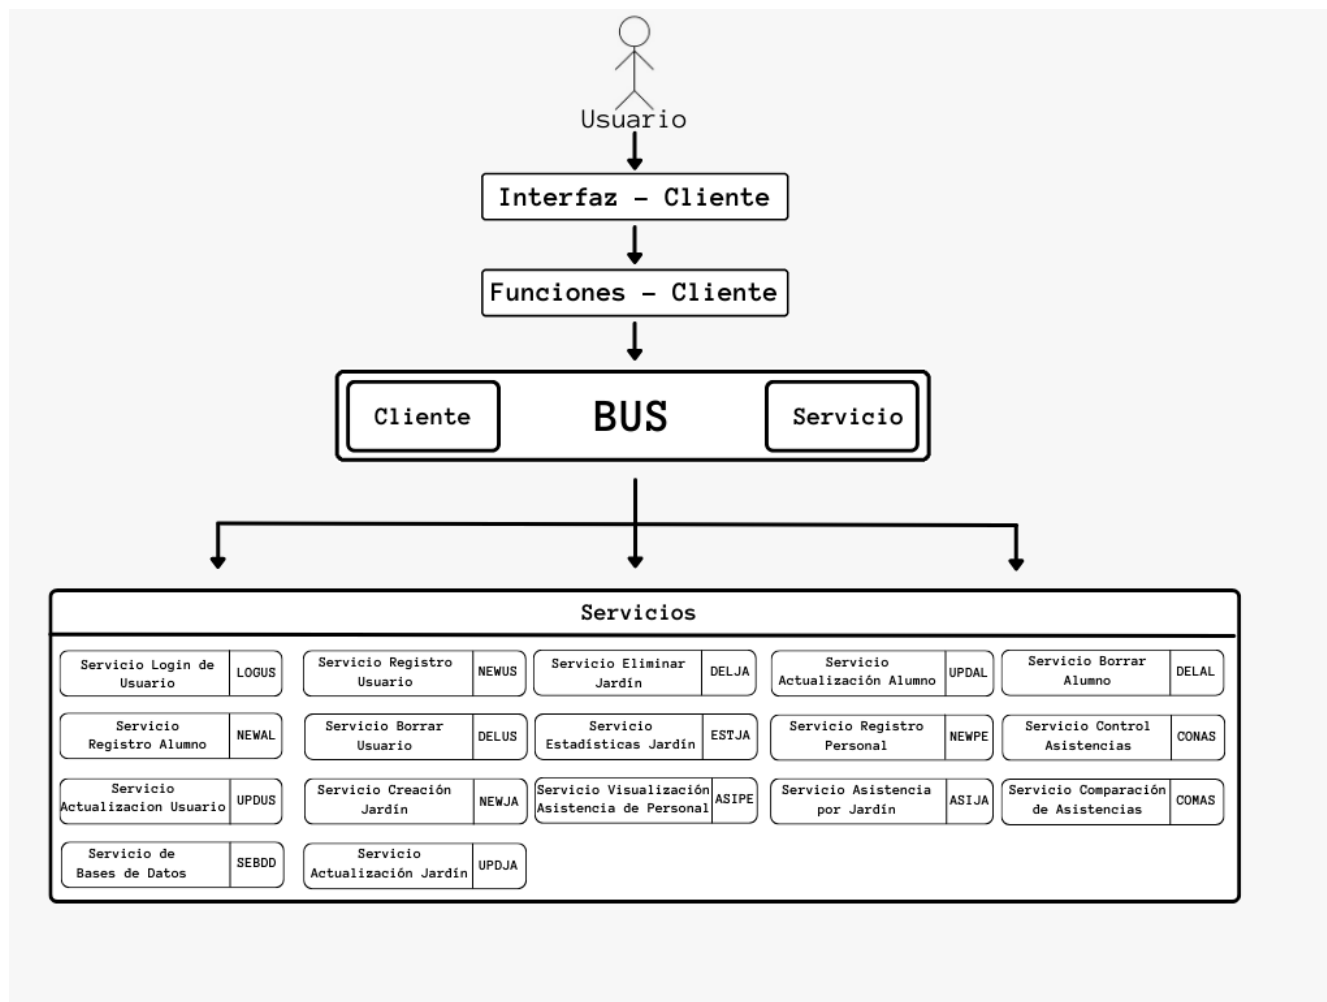 Usuario
Interfaz - Cliente
Funciones - Cliente
Cliente
BUS
Servicio
Servicios
Servicio Login de
Usuario
LOGUS
Servicio Registro
Usuario
NEWUS
Servicio Eliminar
Jardín
DELJA
Servicio
Actualización Alumno
UPDAL
Servicio Borrar
Alumno
DELAL
Servicio
Registro Alumno
NEWAL
Servicio Borrar
Usuario
DELUS
Servicio
Estadísticas Jardín
ESTJA
Servicio Registro
Personal
NEWPE
Servicio Control
Asistencias
CONAS
Servicio
Actualizacion Usuario
UPDUS
Servicio Creación
Jardín
NEWJA
Servicio Visualización
Asistencia de Personal
ASIPE
Servicio Asistencia
por Jardín
ASIJA
Servicio Comparación
de Asistencias
COMAS
Servicio de
Bases de Datos
SEBDD
Servicio
Actualización Jardín
UPDJA